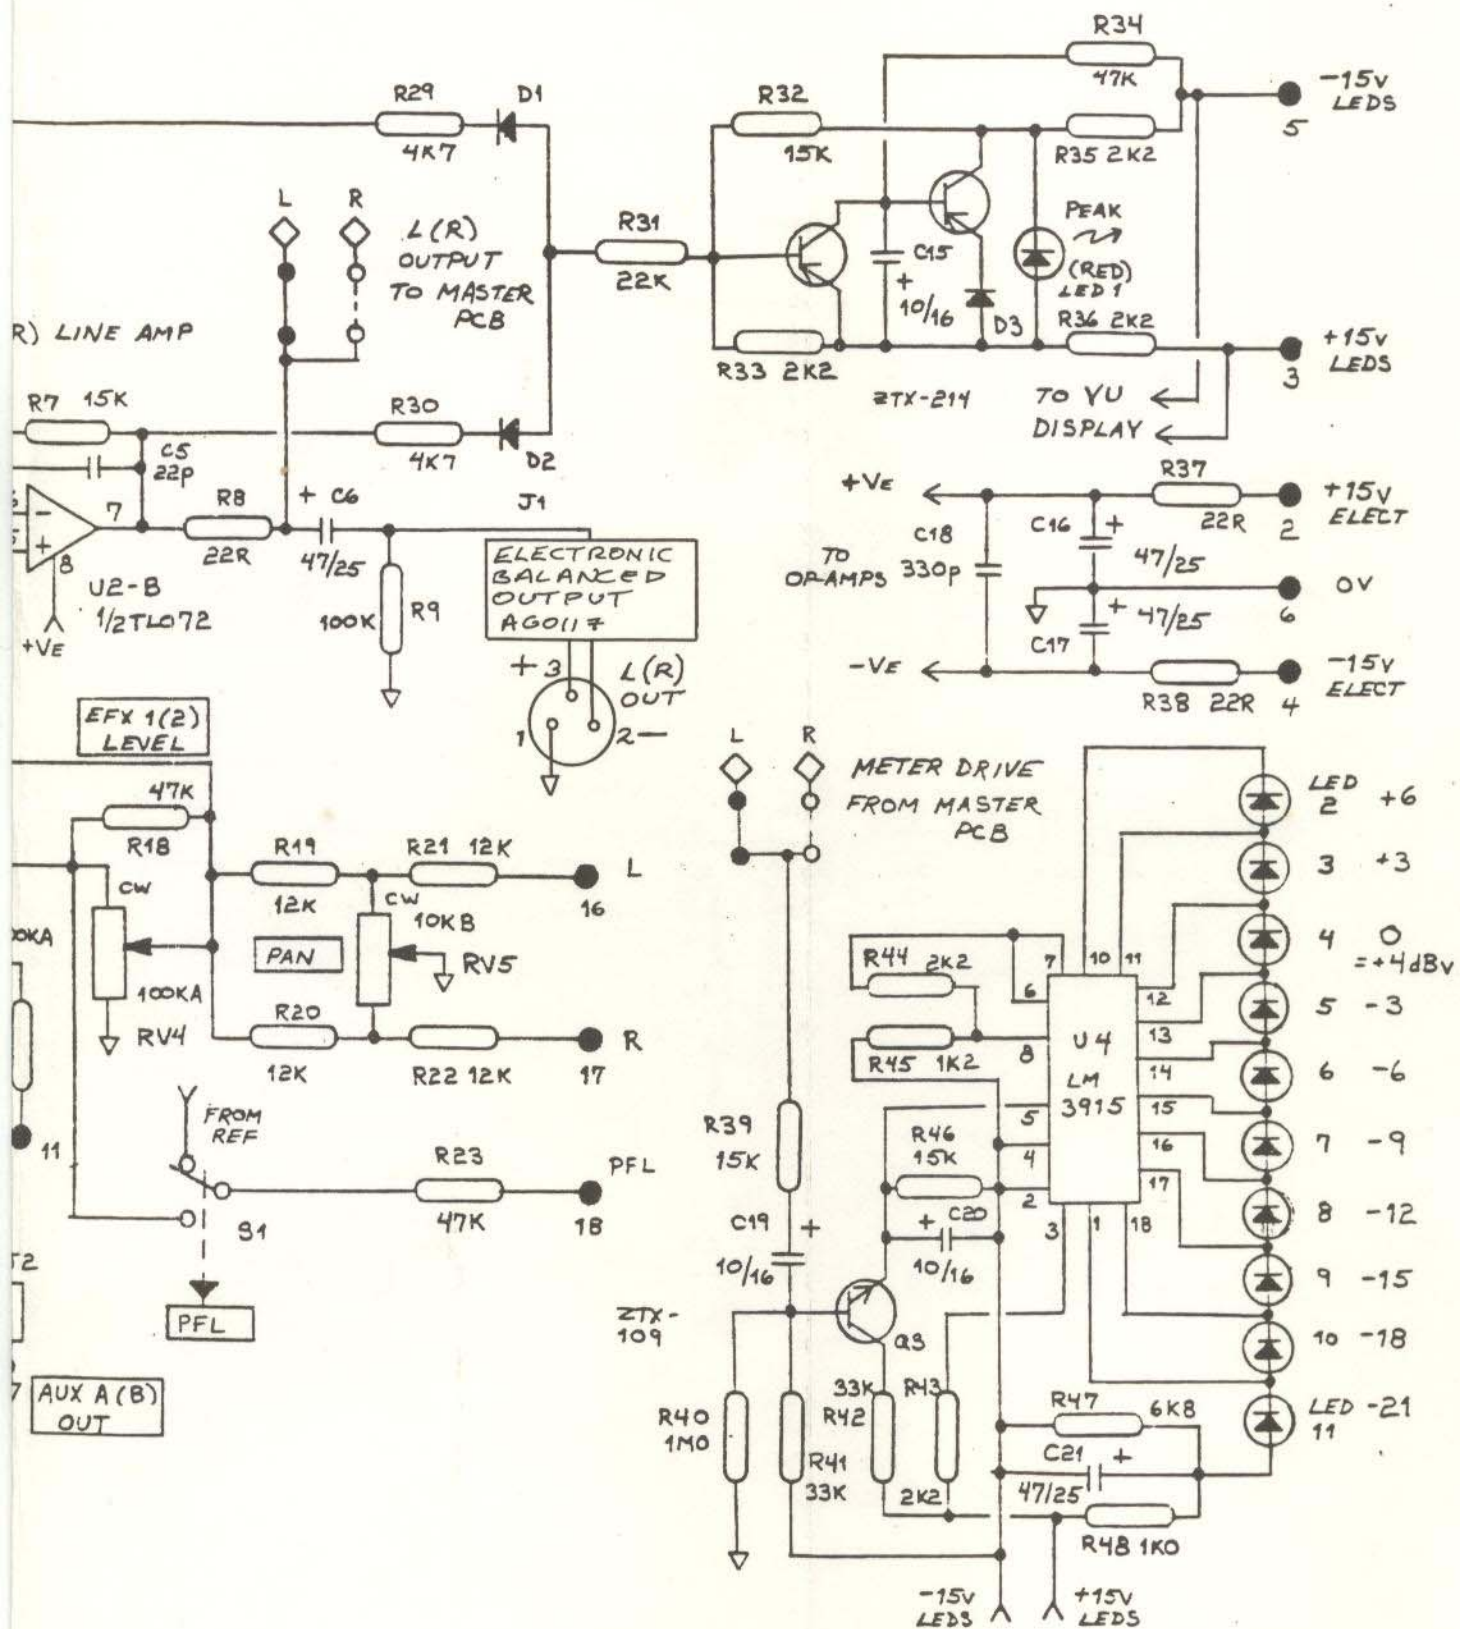 R34
47K
-15V
LEDS
5
R29
D1
4K7
R32
15K
R35 2K2
L
R
L(R)
OUTPUT
TO MASTER
PCB
R31
22K
C15
+
10/16
D3
PEAK
(RED)
LED 1
R36 2K2
+15V
LEDS
3
R) LINE AMP
R33 2K2
ZTX-214
TO VU
DISPLAY
R7 15K
C5
22P
R30
4K7
D2
7
R8
22R
+ C6
47/25
J1
-
+
8
U2-B
1/2TL072
+VE
100K
R9
ELECTRONIC
BALANCED
OUTPUT
AG0117
+ 3
L(R)
OUT
1
2 -
+VE
R37
22R
+15V
ELECT
2
C16
+
47/25
C18
330P
TO
OP.AMPS
0V
6
+
47/25
C17
-VE
R38 22R
-15V
ELECT
4
EFX 1(2)
LEVEL
47K
R18
CW
100KA
RV4
R19
12K
R21 12K
L
16
CW
10KB
PAN
RV5
R20
12K
R22 12K
R
17
11
FROM
REF
S1
PFL
R23
47K
PFL
18
AUX A(B)
OUT
L
R
METER DRIVE
FROM MASTER
PCB
LED
2 +6
3 +3
4 0
=+4dBV
5 -3
6 -6
7 -9
8 -12
9 -15
10 -18
LED -21
11
R44
2K2
R45 1K2
7
10
11
6
12
8
13
U4
LM
3915
14
5
15
4
16
2
17
3
1
18
R39
15K
R46
15K
C19
+
10/16
+
C20
10/16
ZTX-
109
Q3
R40
1M0
R41
33K
33K
R42
R43
2K2
R47
6K8
C21
+
47/25
R48 1K0
-15V
LEDS
+15V
LEDS